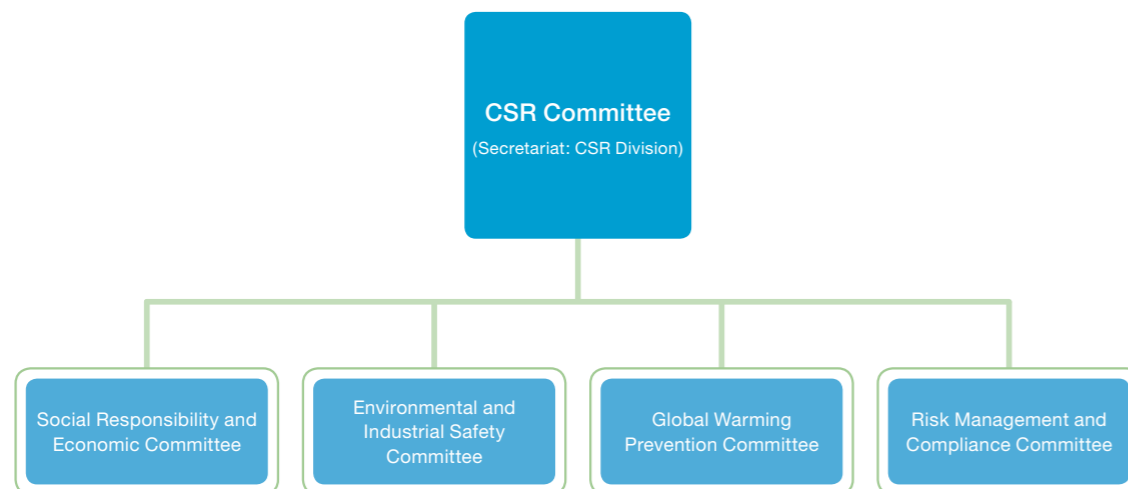 CSR Committee
(Secretariat: CSR Division)
Social Responsibility and
Economic Committee
Environmental and
Industrial Safety
Committee
Global Warming
Prevention Committee
Risk Management and
Compliance Committee